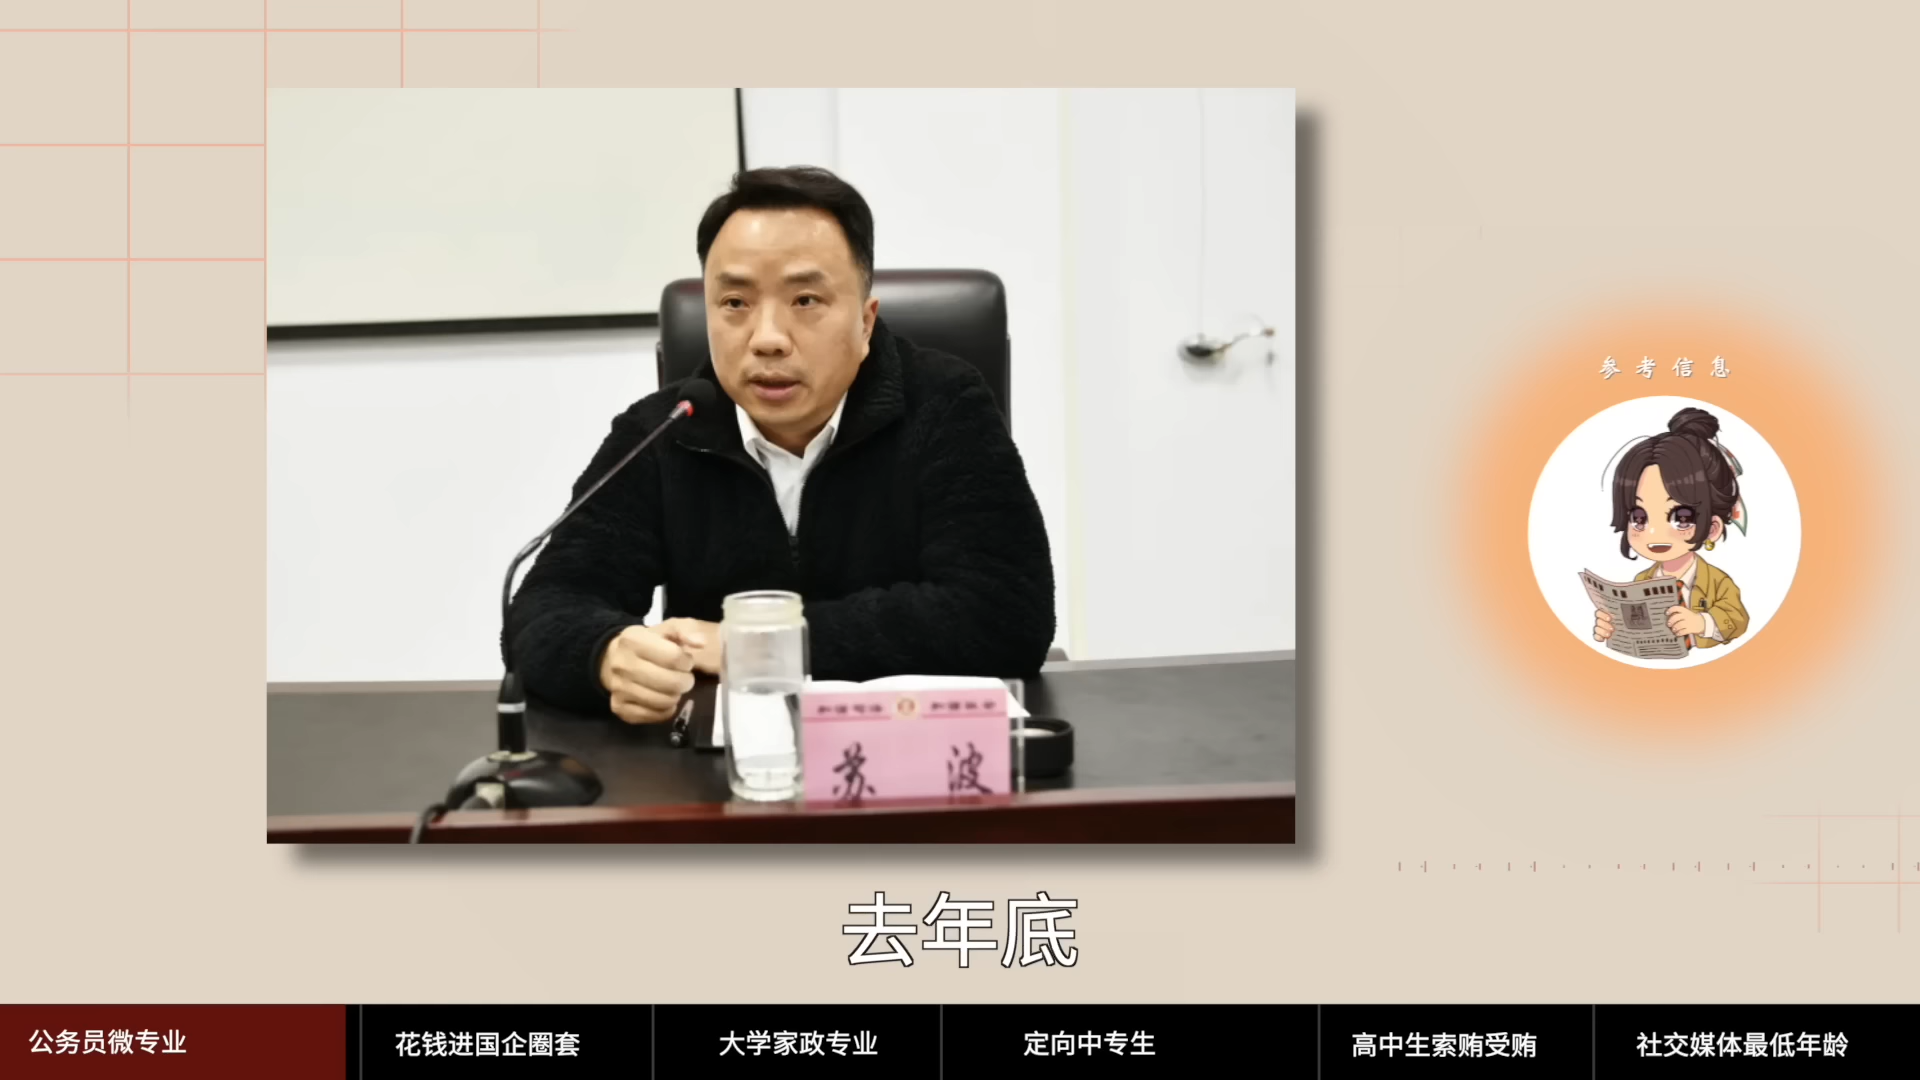 参考信息
苏 波
去年底
公务员微专业
花钱进国企圈套
大学家政专业
定向中专生
高中生索贿受贿
社交媒体最低年龄